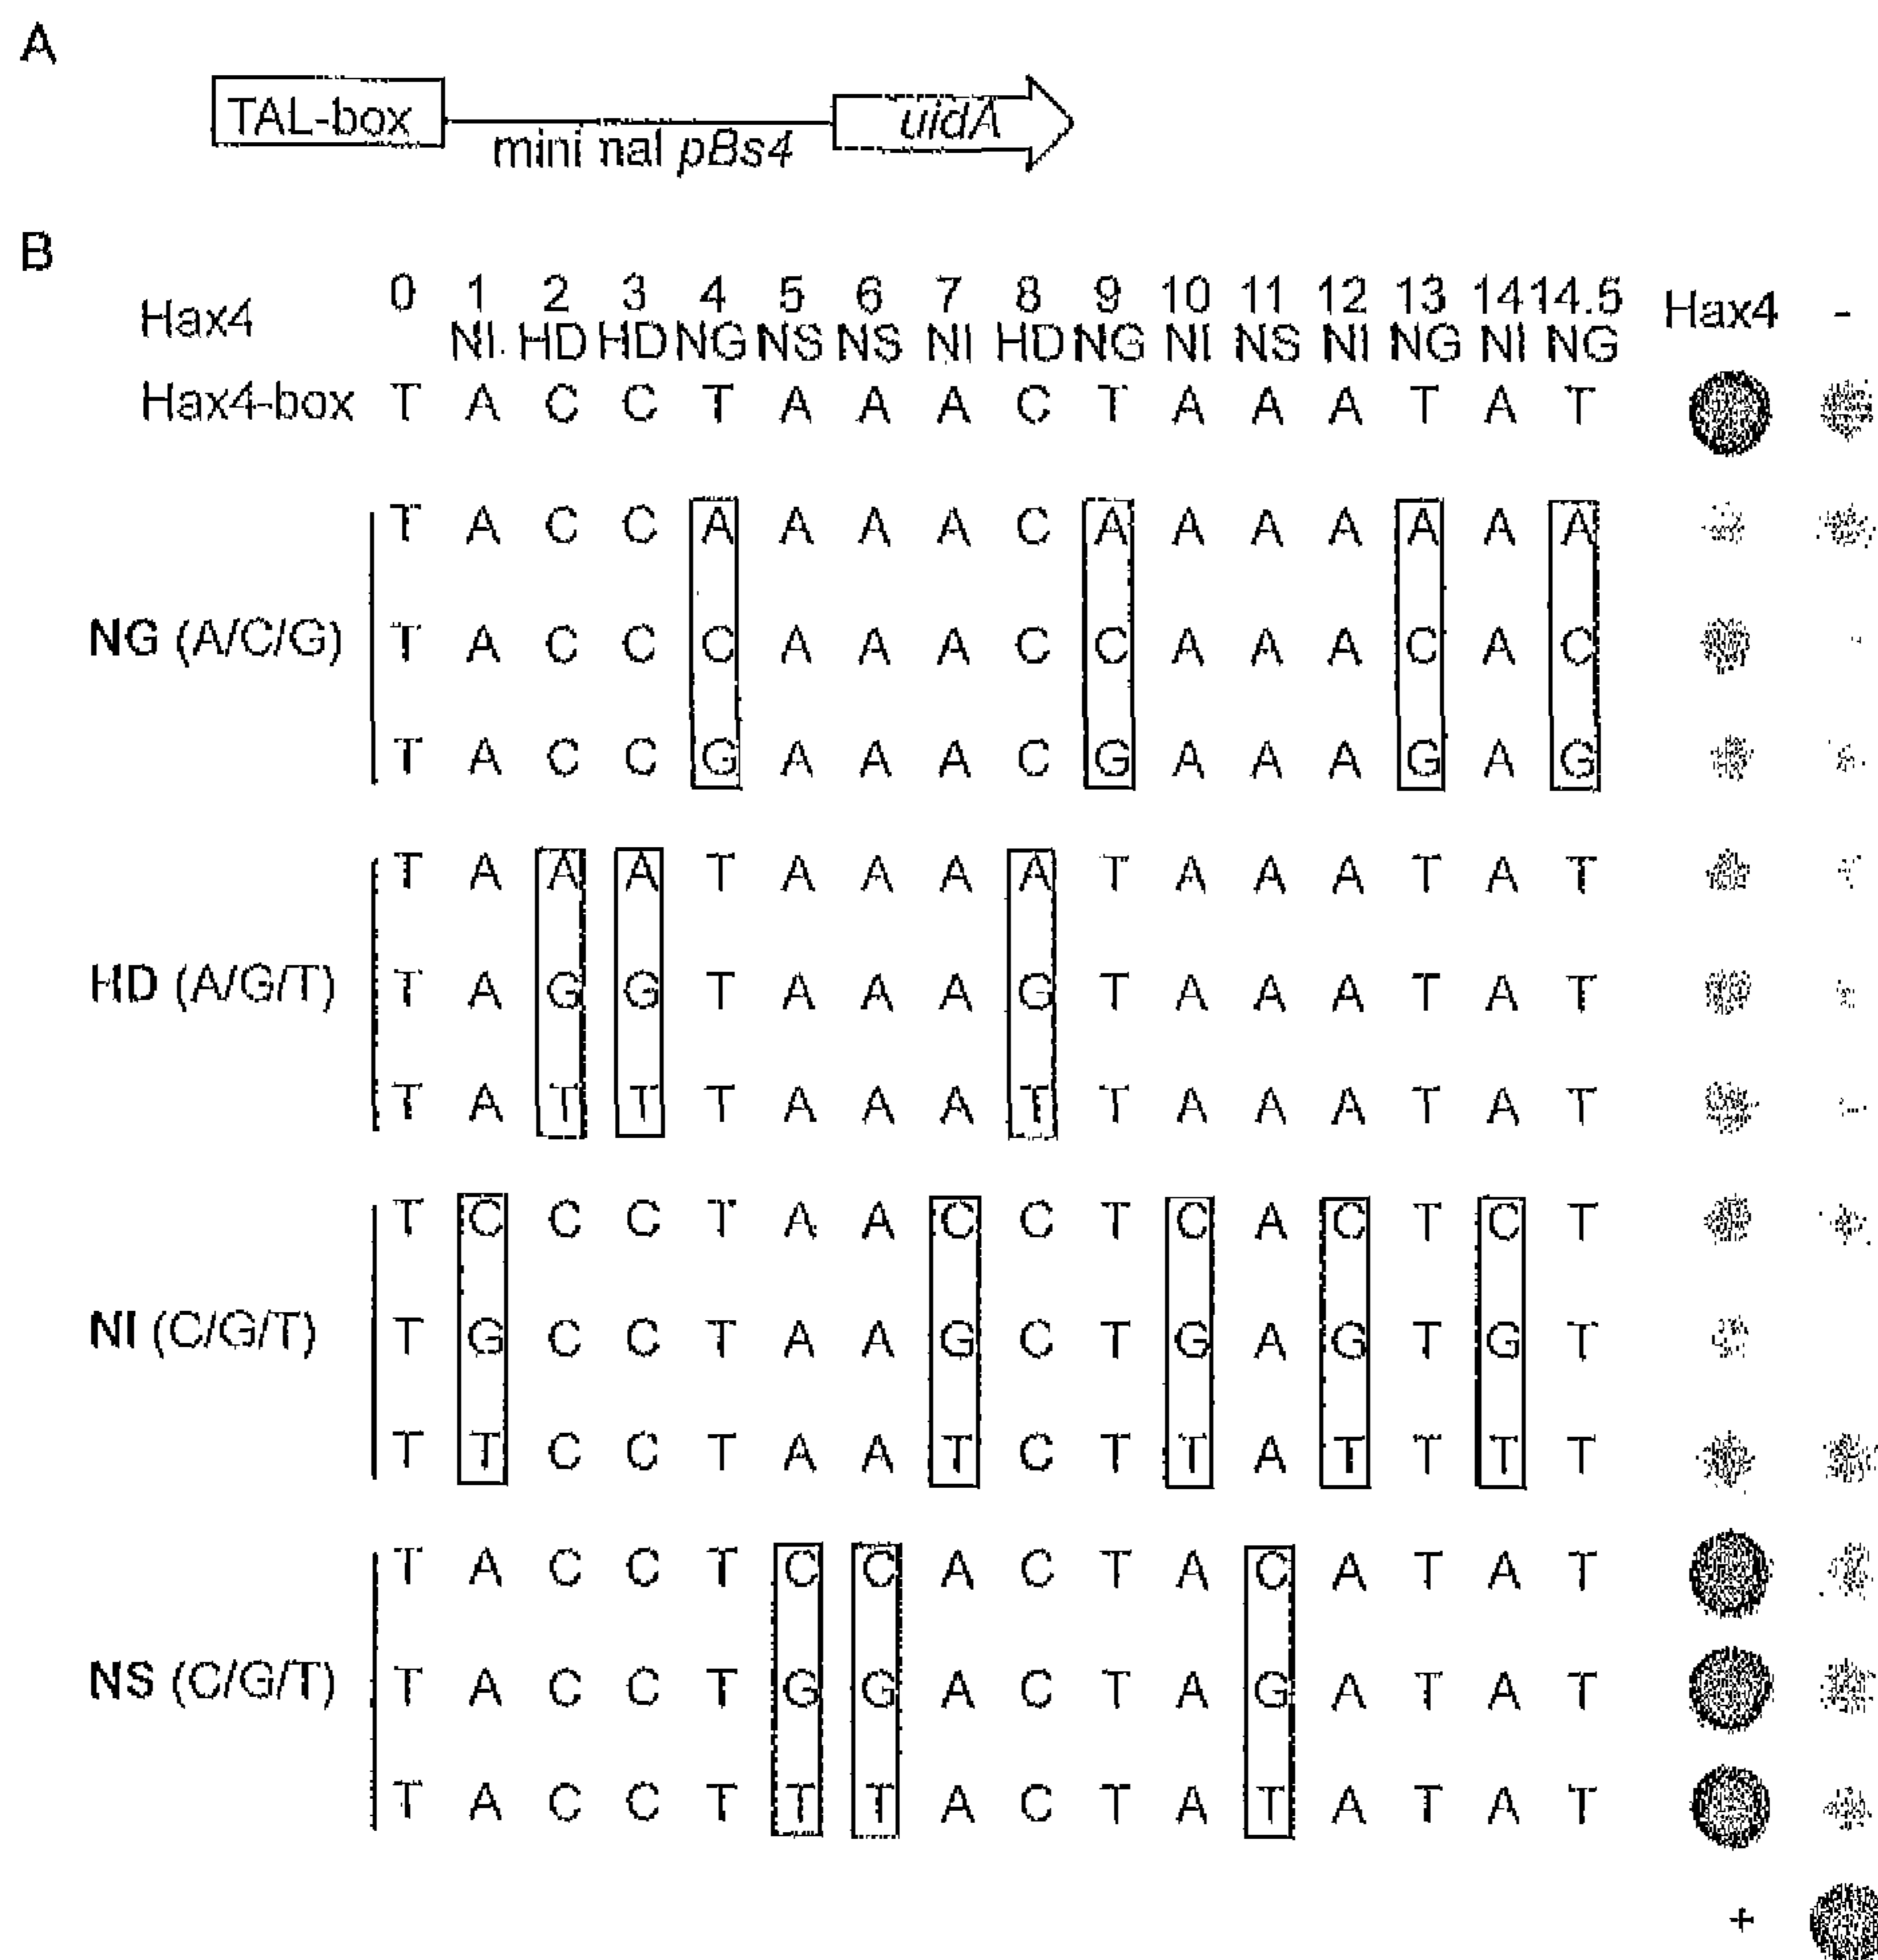 A
TAL-box
mini nal pBs4
uidA
B
Hax4 0 1 2 3 4 5 6 7 8 9 10 11 12 13 14 14.5 Hax4 -
NI HD HD NG NS NS NI HD NG NI NS NI NG NI NG
Hax4-box T A C C T A A A C T A A A T A T
T A C C A A A A C A A A A A A A
NG (A/C/G) T A C C C A A A C C A A A C A C
T A C C G A A A C G A A A G A G
T A A A T A A A A T A A A T A T
HD (A/G/T) T A G G T A A A G T A A A T A T
T A T T T A A A T T A A A T A T
T C C C T A A C C T C A C T C T
NI (C/G/T) T G C C T A A G C T G A G T G T
T T C C T A A T C T T A T T T T
T A C C T C C A C T A C A T A T
NS (C/G/T) T A C C T G G A C T A G A T A T
T A C C T T T A C T A T A T A T
+